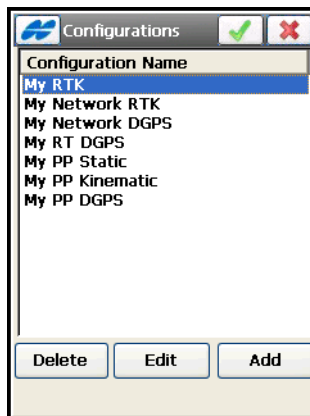 Configurations
Configuration Name
My RTK
My Network RTK
My Network DGPS
My RT DGPS
My PP Static
My PP Kinematic
My PP DGPS
Delete Edit Add